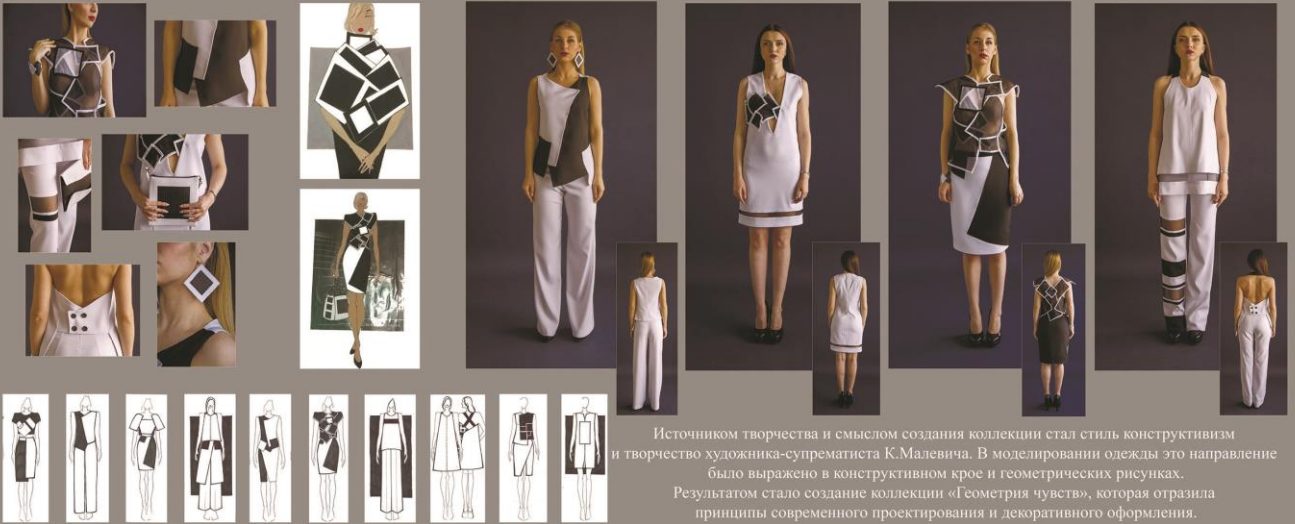 Источником творчества и смыслом создания коллекции стал стиль конструктивизм
и творчество художника-супрематиста К.Малевича. В моделировании одежды это направление
было выражено в конструктивном крое и геометрических рисунках.
Результатом стало создание коллекции «Геометрия чувств», которая отразила
принципы современного проектирования и декоративного оформления.